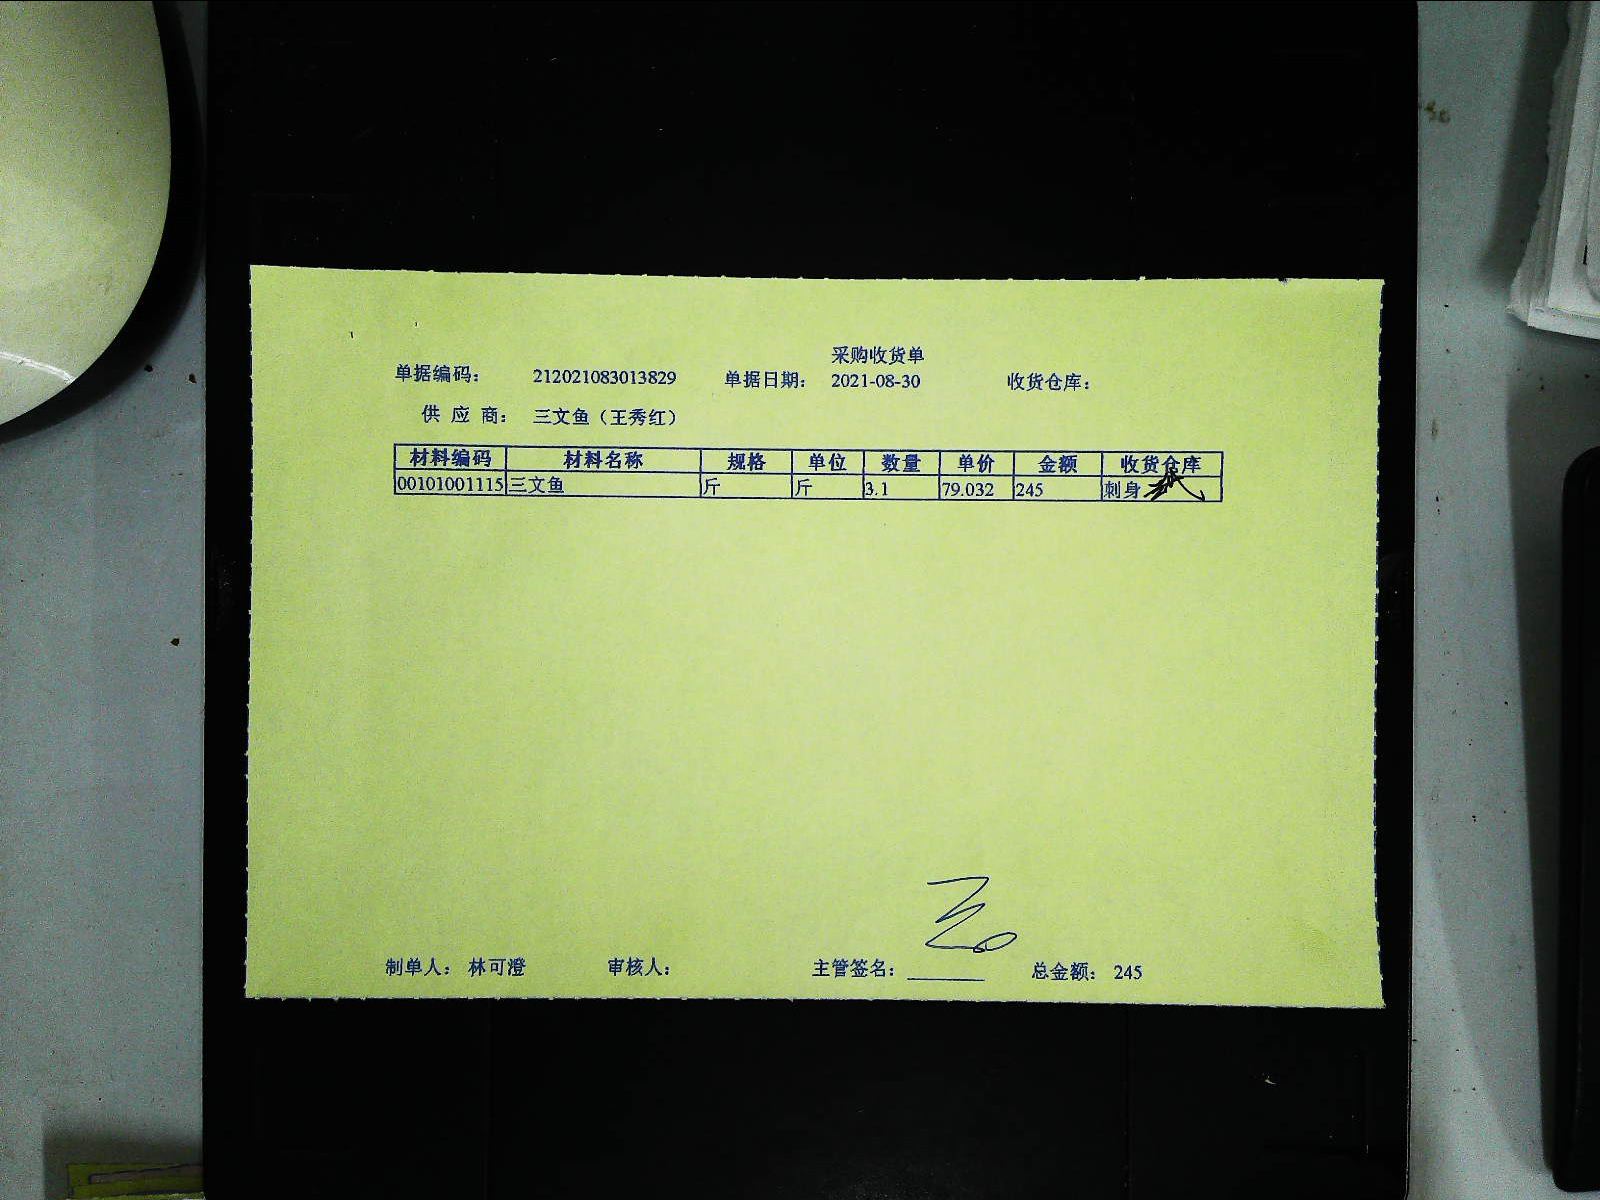 采购收货单
单据编码： 212021083013829 单据日期： 2021-08-30 收货仓库：
供 应 商： 三文鱼（王秀红）
材料编码 材料名称 规格 单位 数量 单价 金额 收货仓库
00101001115 三文鱼 斤 斤 3.1 79.032 245 刺身
制单人： 林可澄 审核人： 主管签名： 总金额： 245